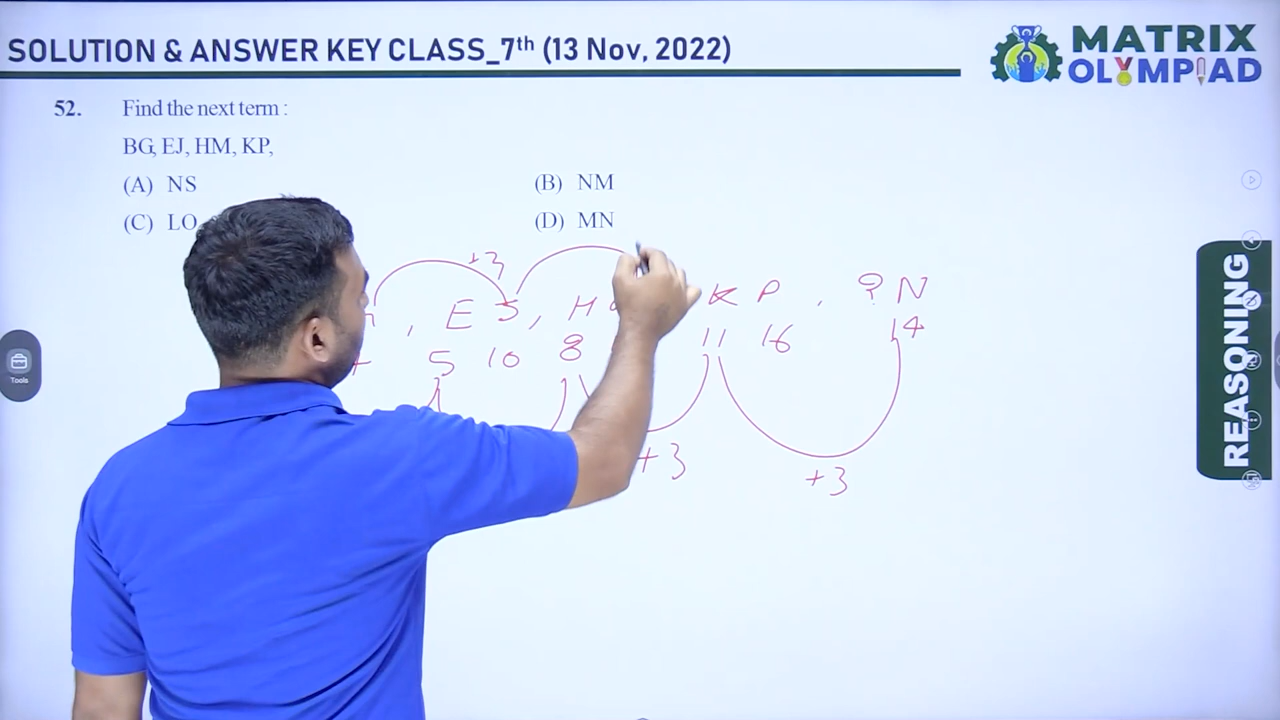 SOLUTION & ANSWER KEY CLASS_7th (13 Nov, 2022)
MATRIX
OLYMPIAD
52. Find the next term :
BG, EJ, HM, KP,
(A) NS (B) NM
(C) LO (D) MN
+3
, E J, H K P , ? N
5 10 8 11 16 14
+3 +3
Tools
REASONING